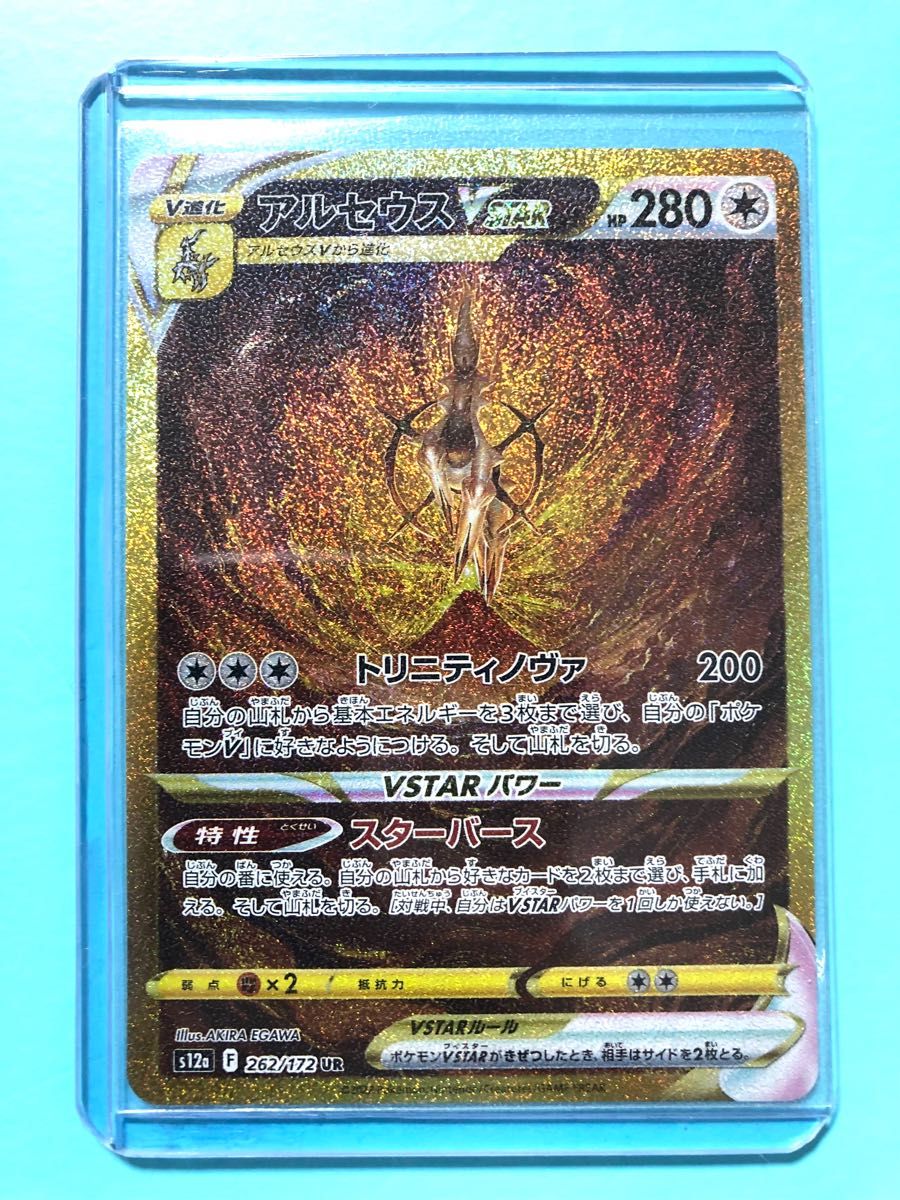 V進化
アルセウスVSTAR
HP 280
アルセウスVから進化
トリニティノヴァ 200
自分の山札から基本エネルギーを3枚まで選び、自分の「ポケ
モンV」に好きなようにつける。そして山札を切る。
VSTARパワー
特性 とくせい スターバース
自分の番に使える。自分の山札から好きなカードを2枚まで選び、手札に加
える。そして山札を切る。[対戦中、自分はVSTARパワーを1回しか使えない。]
弱点 ×2 抵抗力 にげる
Illus.AKIRA EGAWA
VSTARルール
ポケモンVSTARがきぜつしたとき、相手はサイドを2枚とる。
s12a F 262/172 UR